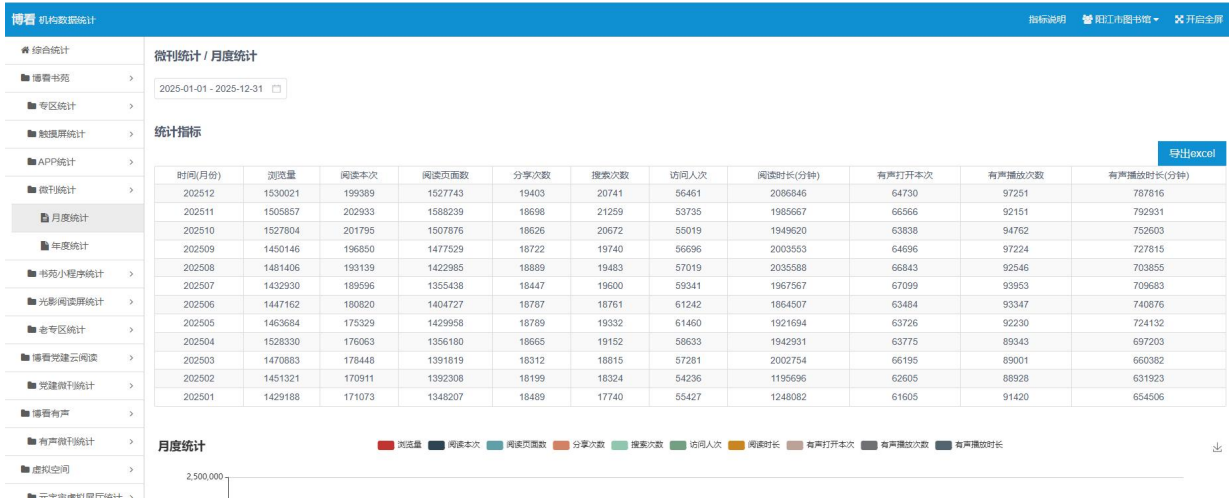 博看 机构数据统计
指标说明 阳江市图书馆 开启全屏
综合统计
博看书苑
专区统计
触摸屏统计
APP统计
微刊统计
月度统计
年度统计
书苑小程序统计
光影阅读屏统计
老专区统计
博看党建云阅读
党建微刊统计
博看有声
有声微刊统计
虚拟空间
元宇宙虚拟展厅统计
微刊统计 / 月度统计
2025-01-01 - 2025-12-31
统计指标
导出excel
时间(月份) 浏览量 阅读本次 阅读页面数 分享次数 搜索次数 访问人次 阅读时长(分钟) 有声打开本次 有声播放次数 有声播放时长(分钟)
202512 1530021 199389 1527743 19403 20741 56461 2086846 64730 97251 787816
202511 1505857 202933 1588239 18698 21259 53735 1985667 66566 92151 792931
202510 1527804 201795 1507876 18626 20672 55019 1949620 63838 94762 752603
202509 1450146 196850 1477529 18722 19740 56696 2003553 64696 97224 727815
202508 1481406 193139 1422985 18889 19483 57019 2035588 66843 92546 703855
202507 1432930 189596 1355438 18447 19600 59341 1967567 67099 93953 709683
202506 1447162 180820 1404727 18787 18761 61242 1864507 63484 93347 740876
202505 1463684 175329 1429958 18789 19332 61460 1921694 63726 92230 724132
202504 1528330 176063 1356180 18665 19152 58633 1942931 63775 89343 697203
202503 1470883 178448 1391819 18312 18815 57281 2002754 66195 89001 660382
202502 1451321 170911 1392308 18199 18324 54236 1195696 62605 88928 631923
202501 1429188 171073 1348207 18489 17740 55427 1248082 61605 91420 654506
月度统计
浏览量 阅读本次 阅读页面数 分享次数 搜索次数 访问人次 阅读时长 有声打开本次 有声播放次数 有声播放时长
2,500,000